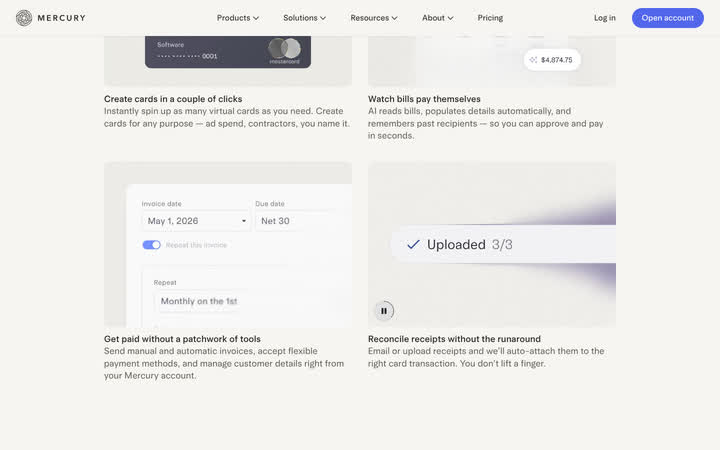 MERCURY
Products
Solutions
Resources
About
Pricing
Log in
Open account
Software
•••• •••• •••• 0001
mastercard
$4,874.75
Create cards in a couple of clicks
Instantly spin up as many virtual cards as you need. Create
cards for any purpose — ad spend, contractors, you name it.
Watch bills pay themselves
AI reads bills, populates details automatically, and
remembers past recipients — so you can approve and pay
in seconds.
Invoice date
Due date
May 1, 2026
Net 30
Repeat this invoice
Repeat
Monthly on the 1st
Uploaded 3/3
Get paid without a patchwork of tools
Send manual and automatic invoices, accept flexible
payment methods, and manage customer details right from
your Mercury account.
Reconcile receipts without the runaround
Email or upload receipts and we'll auto-attach them to the
right card transaction. You don't lift a finger.